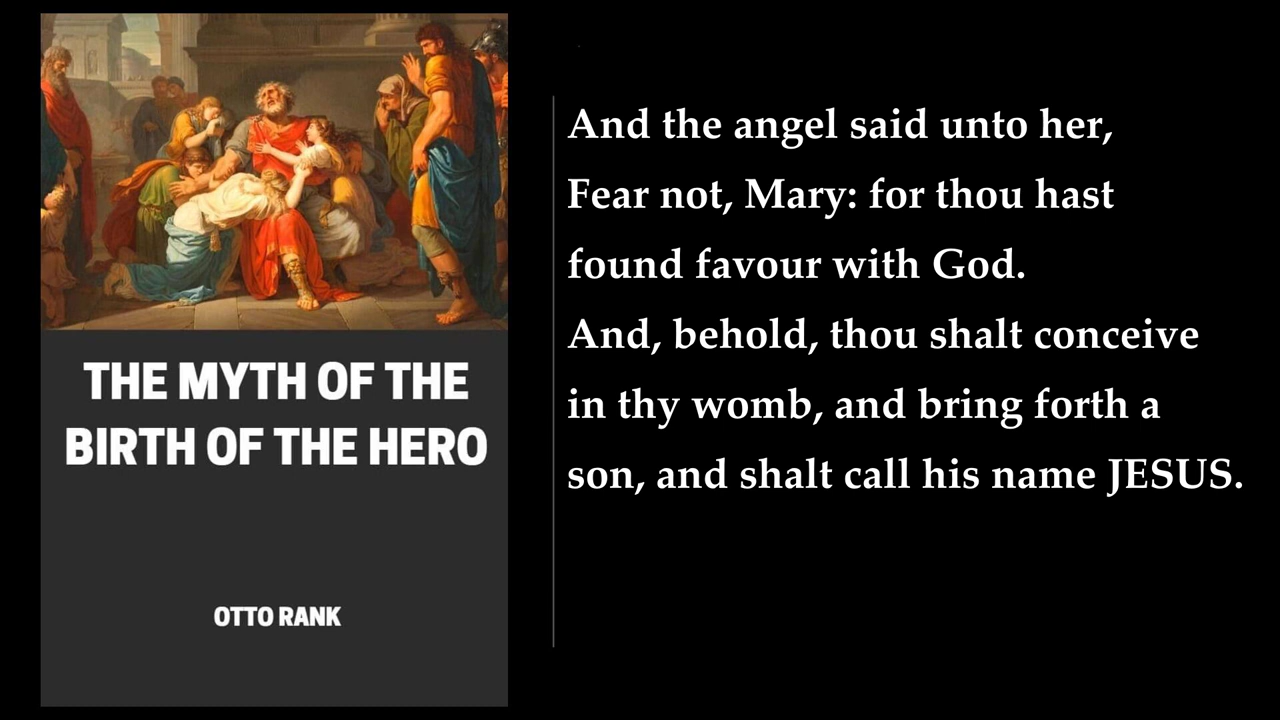 THE MYTH OF THE
BIRTH OF THE HERO
OTTO RANK
And the angel said unto her,
Fear not, Mary: for thou hast
found favour with God.
And, behold, thou shalt conceive
in thy womb, and bring forth a
son, and shalt call his name JESUS.